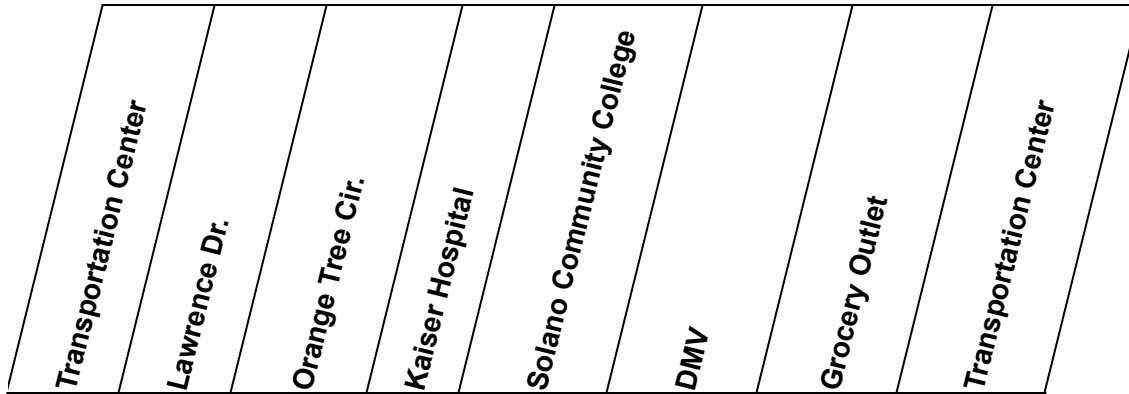 Transportation Center
Lawrence Dr.
Orange Tree Cir.
Kaiser Hospital
Solano Community College
DMV
Grocery Outlet
Transportation Center